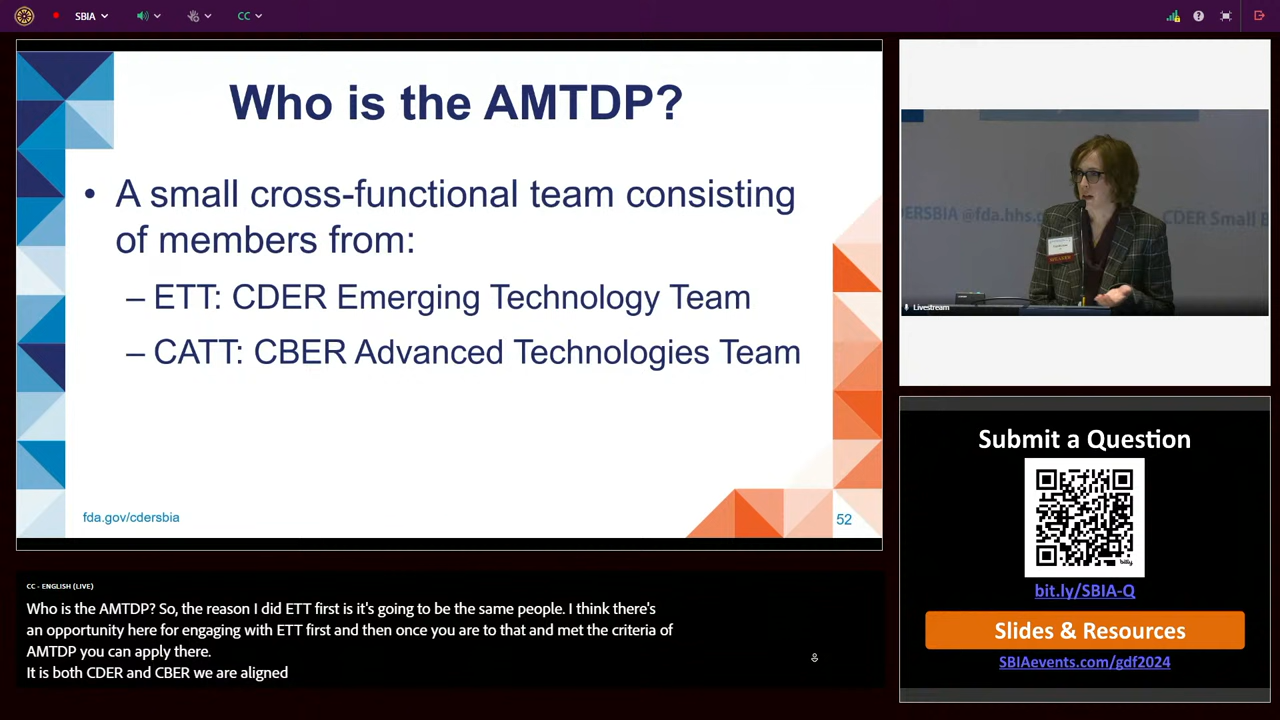 SBIA
CC
Who is the AMTDP?
• A small cross-functional team consisting
of members from:
– ETT: CDER Emerging Technology Team
– CATT: CBER Advanced Technologies Team
fda.gov/cdersbia
52
DERSBIA @fda.hhs.g
CDER Small B
Livestream
Submit a Question
bitly
bit.ly/SBIA-Q
Slides & Resources
SBIAevents.com/gdf2024
CC - ENGLISH (LIVE)
Who is the AMTDP? So, the reason I did ETT first is it's going to be the same people. I think there's
an opportunity here for engaging with ETT first and then once you are to that and met the criteria of
AMTDP you can apply there.
It is both CDER and CBER we are aligned